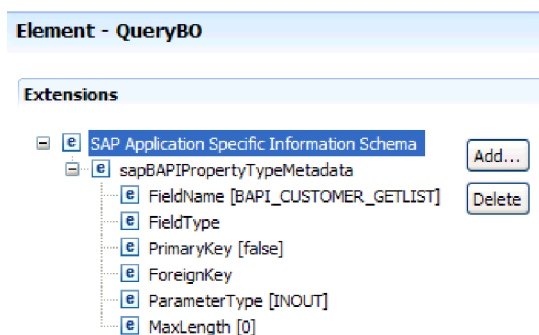 Element - QueryBO
Extensions
SAP Application Specific Information Schema
Add...
sapBAPIPropertyTypeMetadata
FieldName [BAPI_CUSTOMER_GETLIST]
Delete
FieldType
PrimaryKey [false]
ForeignKey
ParameterType [INOUT]
MaxLength [0]